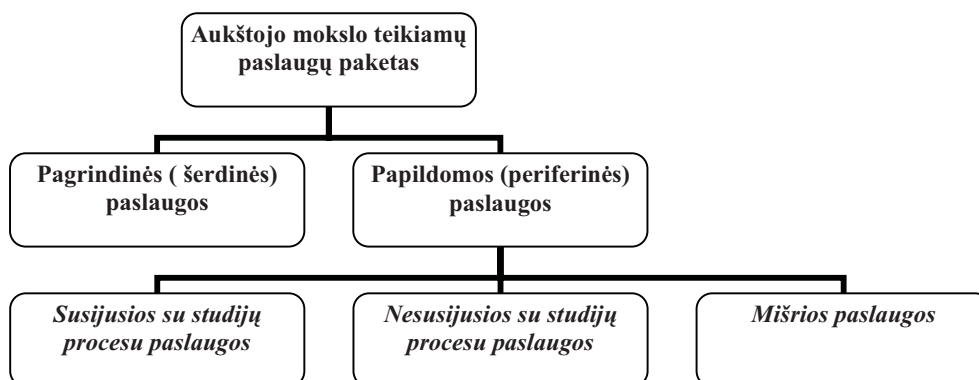 Aukštojo mokslo teikiamų
paslaugų paketas
Pagrindinės ( šerdinės)
paslaugos
Papildomos (periferinės)
paslaugos
Susijusios su studijų
procesu paslaugos
Nesusijusios su studijų
procesu paslaugos
Mišrios paslaugos